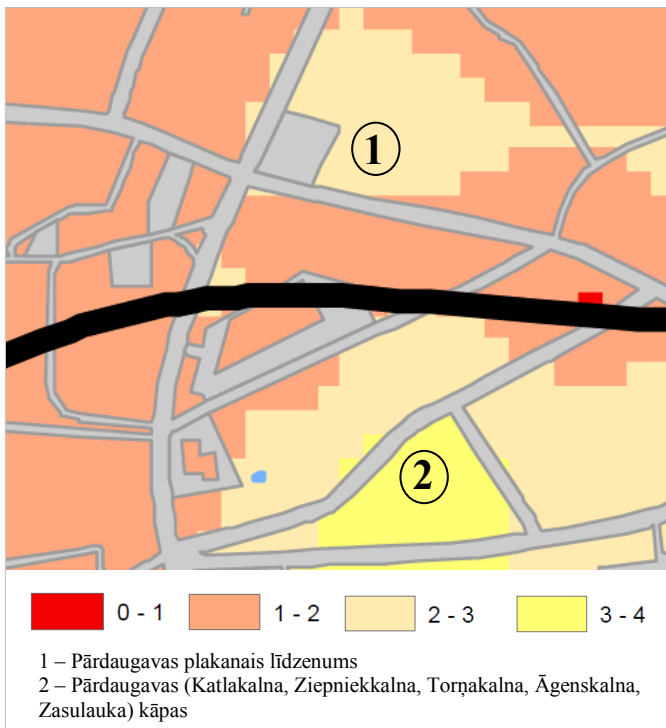 1
2
0 - 1 1 - 2 2 - 3 3 - 4
1 – Pārdaugavas plakanais līdzenums
2 – Pārdaugavas (Katlakalna, Ziepniekkalna, Torņakalna, Āgenskalna,
Zasulauka) kāpas